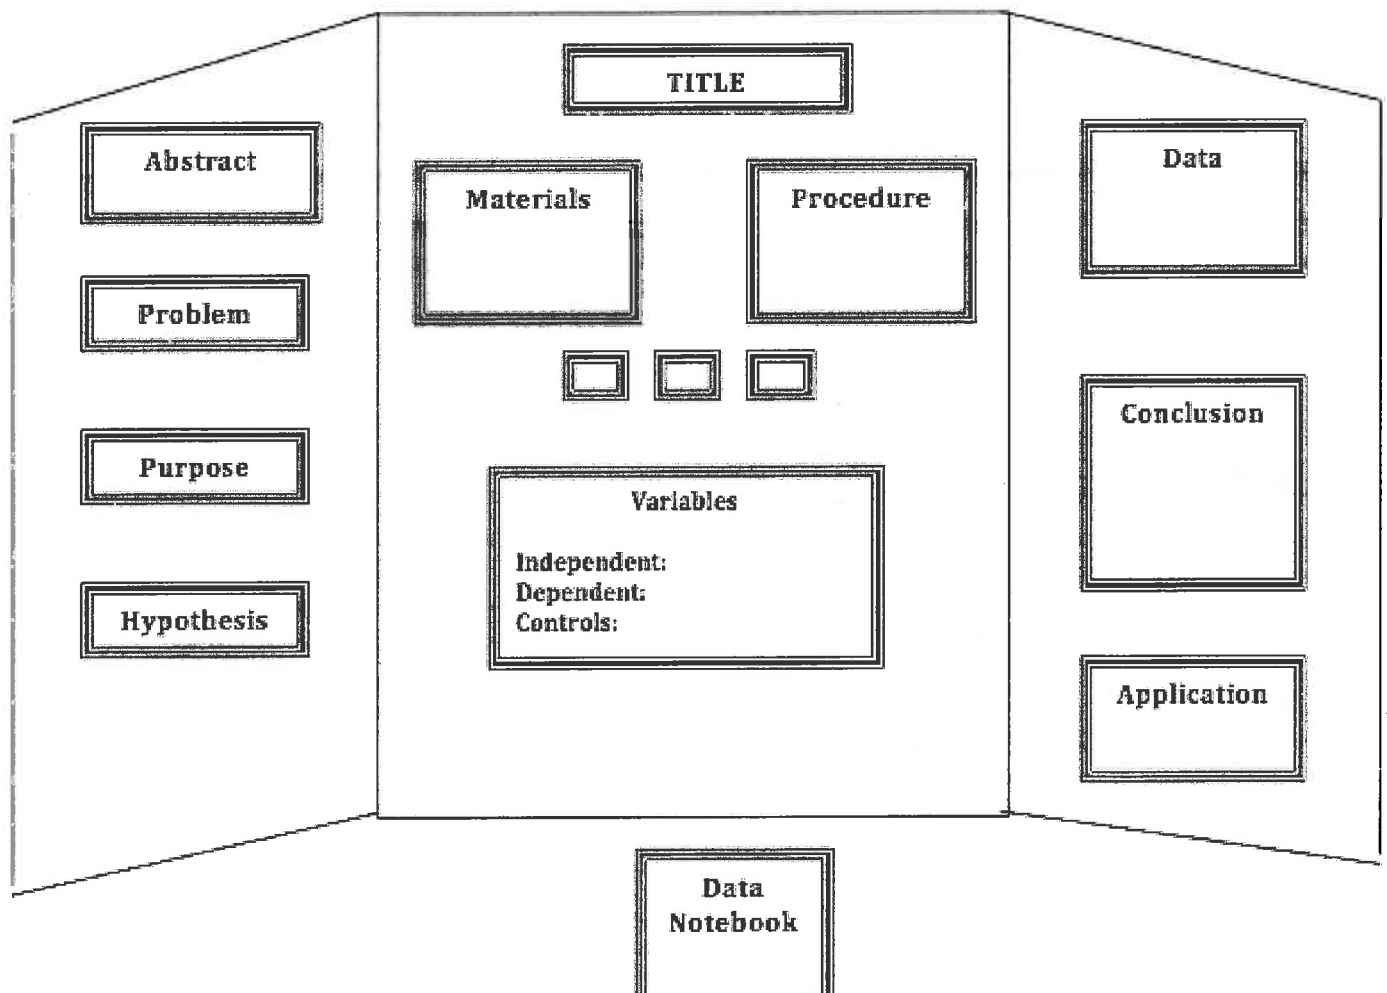 TITLE
Abstract
Problem
Purpose
Hypothesis
Materials
Procedure
Variables
Independent:
Dependent:
Controls:
Data
Conclusion
Application
Data
Notebook